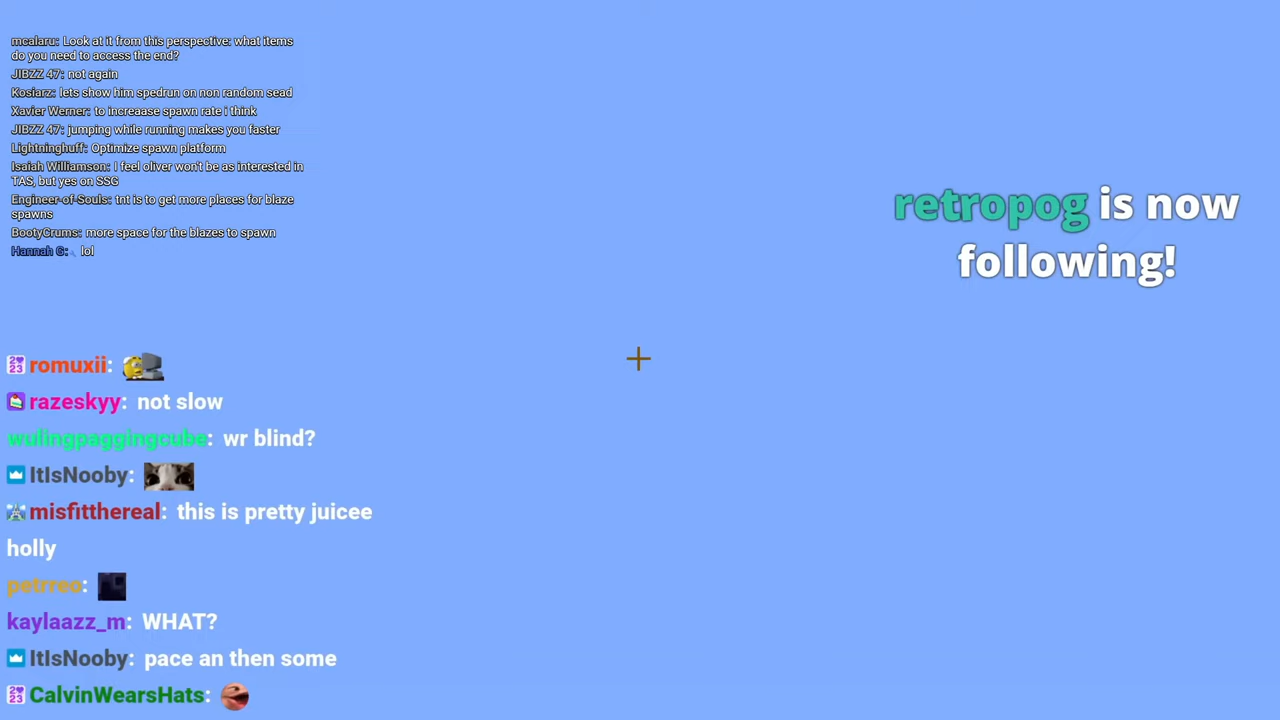 mcalaru: Look at it from this perspective: what items
do you need to access the end?
JIBZZ 47: not again
Kosiarz: lets show him spedrun on non random sead
Xavier Werner: to increaase spawn rate i think
JIBZZ 47: jumping while running makes you faster
Lightninghuff: Optimize spawn platform
Isaiah Williamson: I feel oliver won't be as interested in
TAS, but yes on SSG
Engineer-of-Souls: tnt is to get more places for blaze
spawns
BootyCrums: more space for the blazes to spawn
Hannah G: lol
retropog is now
following!
romuxii:
razeskyy: not slow
wulingpaggingcube: wr blind?
ItIsNooby:
misfitthereal: this is pretty juicee
holly
petrreo:
kaylaazz_m: WHAT?
ItIsNooby: pace an then some
CalvinWearsHats: